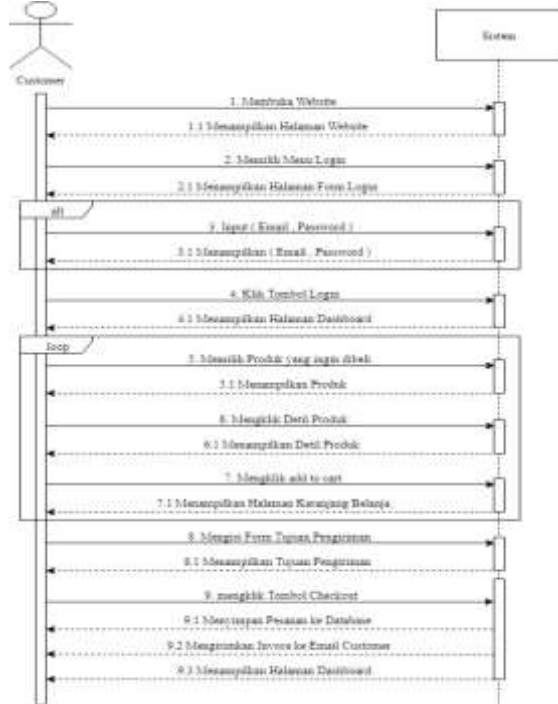 Customer
Sistem
1. Membuka Website
1.1 Menampilkan Halaman Website
2. Memilih Menu Login
2.1 Menampilkan Halaman Form Login
alt
3. Input ( Email , Password )
3.1 Menampilkan ( Email , Password )
4. Klik Tombol Login
4.1 Menampilkan Halaman Dashboard
loop
5. Memilih Produk yang ingin dibeli
5.1 Menampilkan Produk
6. Mengklik Detil Produk
6.1 Menampilkan Detil Produk
7. Mengklik add to cart
7.1 Menampilkan Halaman Keranjang Belanja
8. Mengisi Form Tujuan Pengiriman
8.1 Menampilkan Tujuan Pengiriman
9. mengklik Tombol Checkout
9.1 Menyimpan Pesanan ke Database
9.2 Mengirimkan Invoce ke Email Customer
9.3 Menampilkan Halaman Dashboard